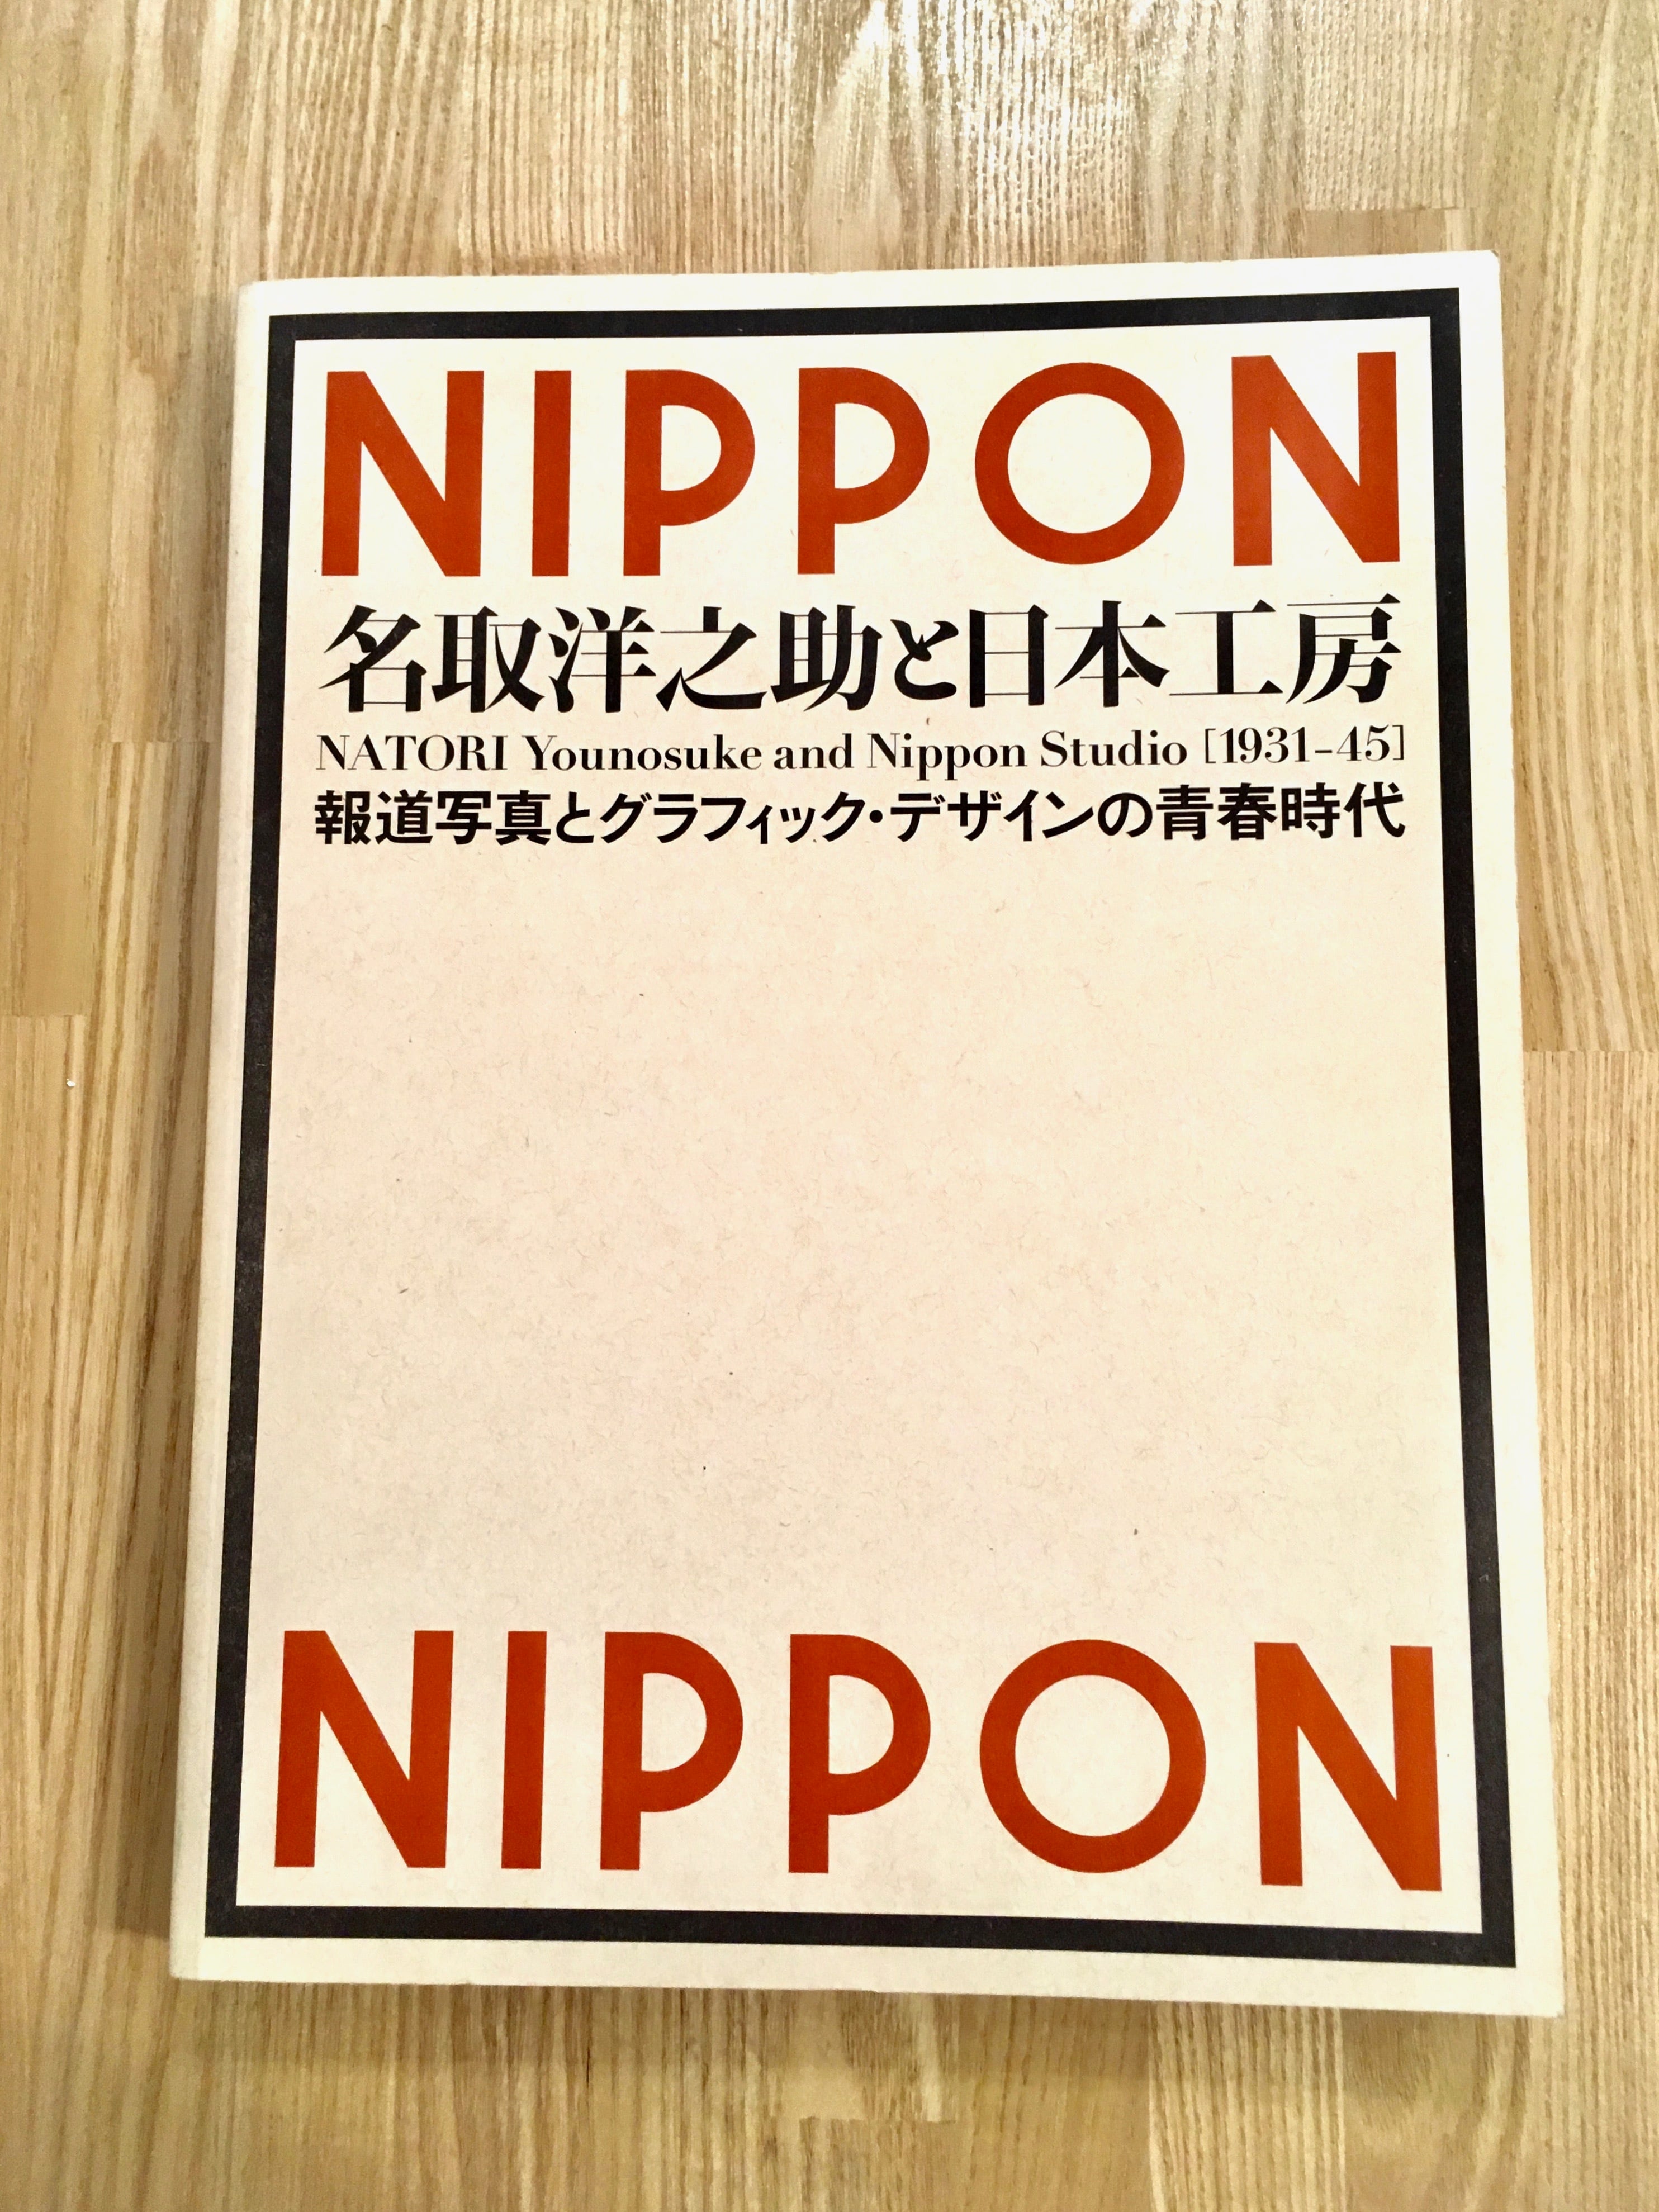 NIPPON
名取洋之助と日本工房
NATORI Younosuke and Nippon Studio [1931-45]
報道写真とグラフィック・デザインの青春時代
NIPPON